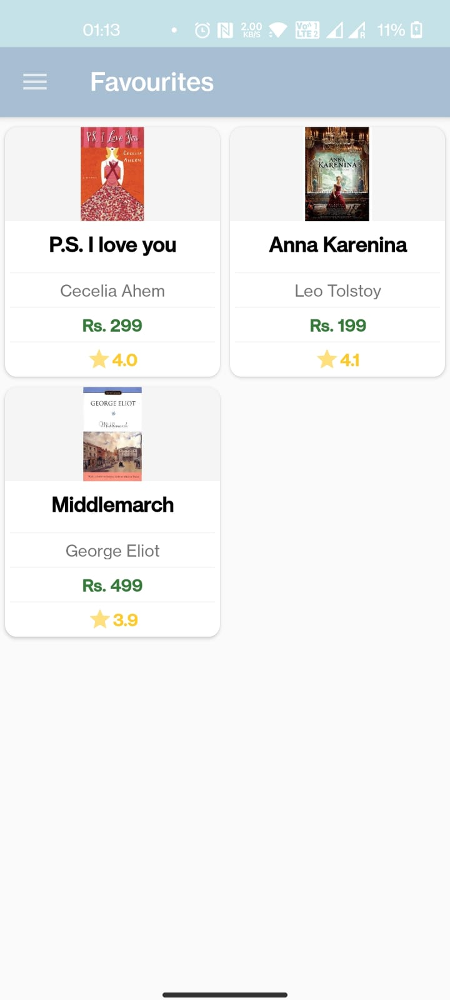 01:13 2.00 KB/S Vo 1 LTE 2 R 11%
Favourites
P.S. I Love You
CECELIA
AHERN
A NOVEL
P.S. I love you
Cecelia Ahem
Rs. 299
4.0
ANNA
KARENINA
Anna Karenina
Leo Tolstoy
Rs. 199
4.1
GEORGE ELIOT
Middlemarch
Middlemarch
George Eliot
Rs. 499
3.9